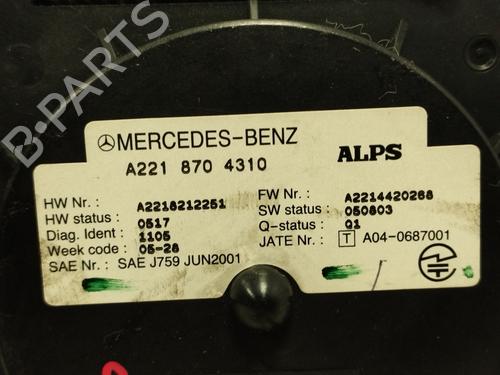 B-PARTS
MERCEDES-BENZ
A221 870 4310
ALPS
HW Nr. : A2218212251
HW status : 0517
Diag. Ident : 1105
Week code : 05-28
SAE Nr. : SAE J759 JUN2001
FW Nr. : A2214420268
SW status : 050803
Q-status : Q1
JATE Nr. : T A04-0687001